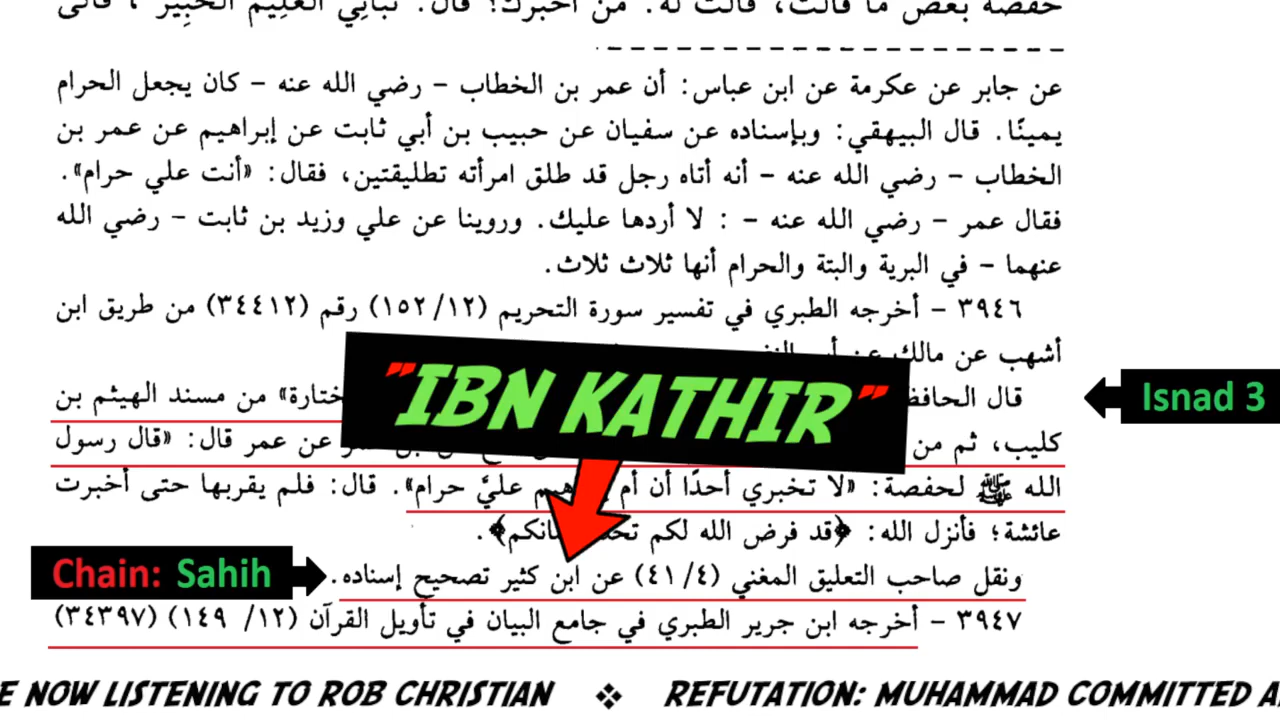 حفصة بعض ما قالت، قالت له: من أخبرك؟ قال: نبأني العليم الخبير، فأتى
عن جابر عن عكرمة عن ابن عباس: أن عمر بن الخطاب – رضي الله عنه – كان يجعل الحرام
يمينًا. قال البيهقي: وبإسناده عن سفيان عن حبيب بن أبي ثابت عن إبراهيم عن عمر بن
الخطاب – رضي الله عنه – أنه أتاه رجل قد طلق امرأته تطليقتين، فقال: «أنت علي حرام».
فقال عمر – رضي الله عنه – : لا أردها عليك. وروينا عن علي وزيد بن ثابت – رضي الله
عنهما – في البرية والبتة والحرام أنها ثلاث ثلاث.
٣٩٤٦ – أخرجه الطبري في تفسير سورة التحريم (١٥٢/١٢) رقم (٣٤٤١٢) من طريق ابن
أشهب عن مالك عن
"IBN KATHIR"
قال الحافظ ختارة» من مسند الهيثم بن
Isnad 3
كليب، ثم من عن عمر قال: «قال رسول
الله ﷺ لحفصة: «لا تخبري أحدًا أن أم عليَّ حرام». قال: فلم يقربها حتى أخبرت
عائشة؛ فأنزل الله: ﴿قد فرض الله لكم أيمانكم﴾.
Chain: Sahih
ونقل صاحب التعليق المغني (٤١/٤) عن ابن كثير تصحيح إسناده.
٣٩٤٧ – أخرجه ابن جرير الطبري في جامع البيان في تأويل القرآن (١٢/ ١٤٩) (٣٤٣٩٧)
E NOW LISTENING TO ROB CHRISTIAN ❖ REFUTATION: MUHAMMAD COMMITTED